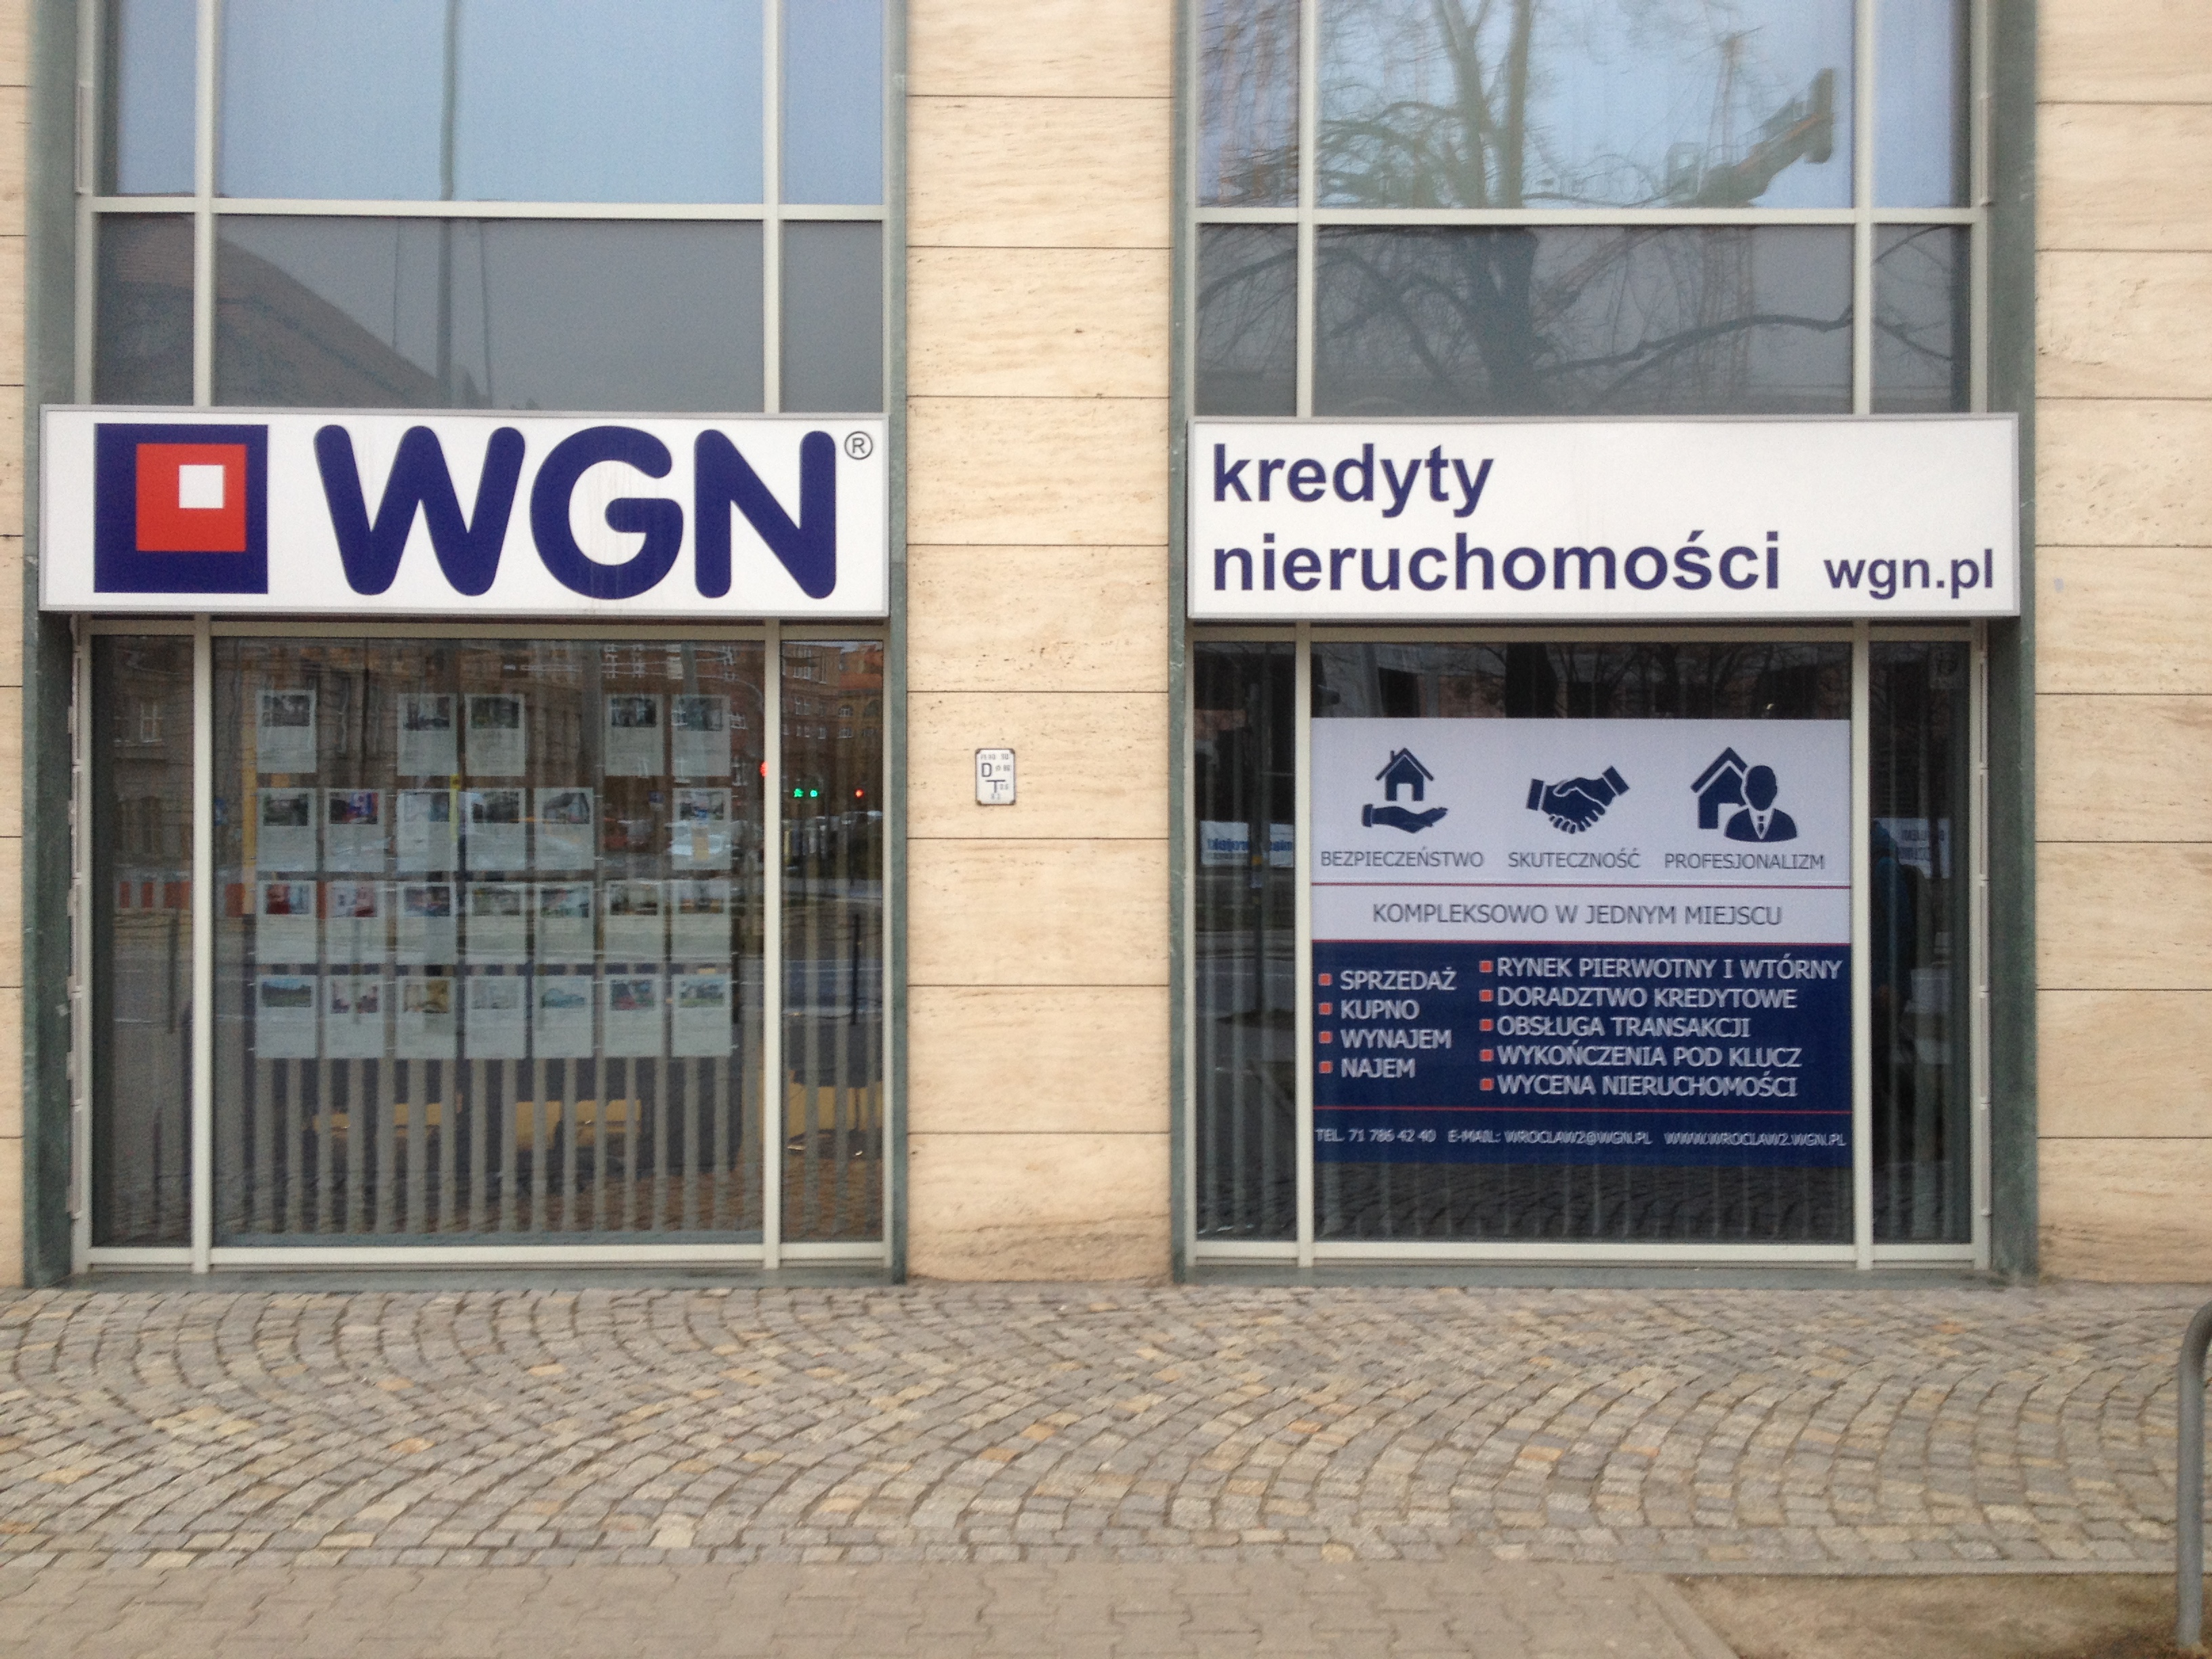 WGN®
kredyty
nieruchomości wgn.pl
D
T
BEZPIECZEŃSTWO SKUTECZNOŚĆ PROFESJONALIZM
KOMPLEKSOWO W JEDNYM MIEJSCU
SPRZEDAŻ
KUPNO
WYNAJEM
NAJEM
RYNEK PIERWOTNY I WTÓRNY
DORADZTWO KREDYTOWE
OBSŁUGA TRANSAKCJI
WYKOŃCZENIA POD KLUCZ
WYCENA NIERUCHOMOŚCI
TEL. 71 786 42 40 E-MAIL: WROCLAW2@WGN.PL WWW.WROCLAW2.WGN.PL